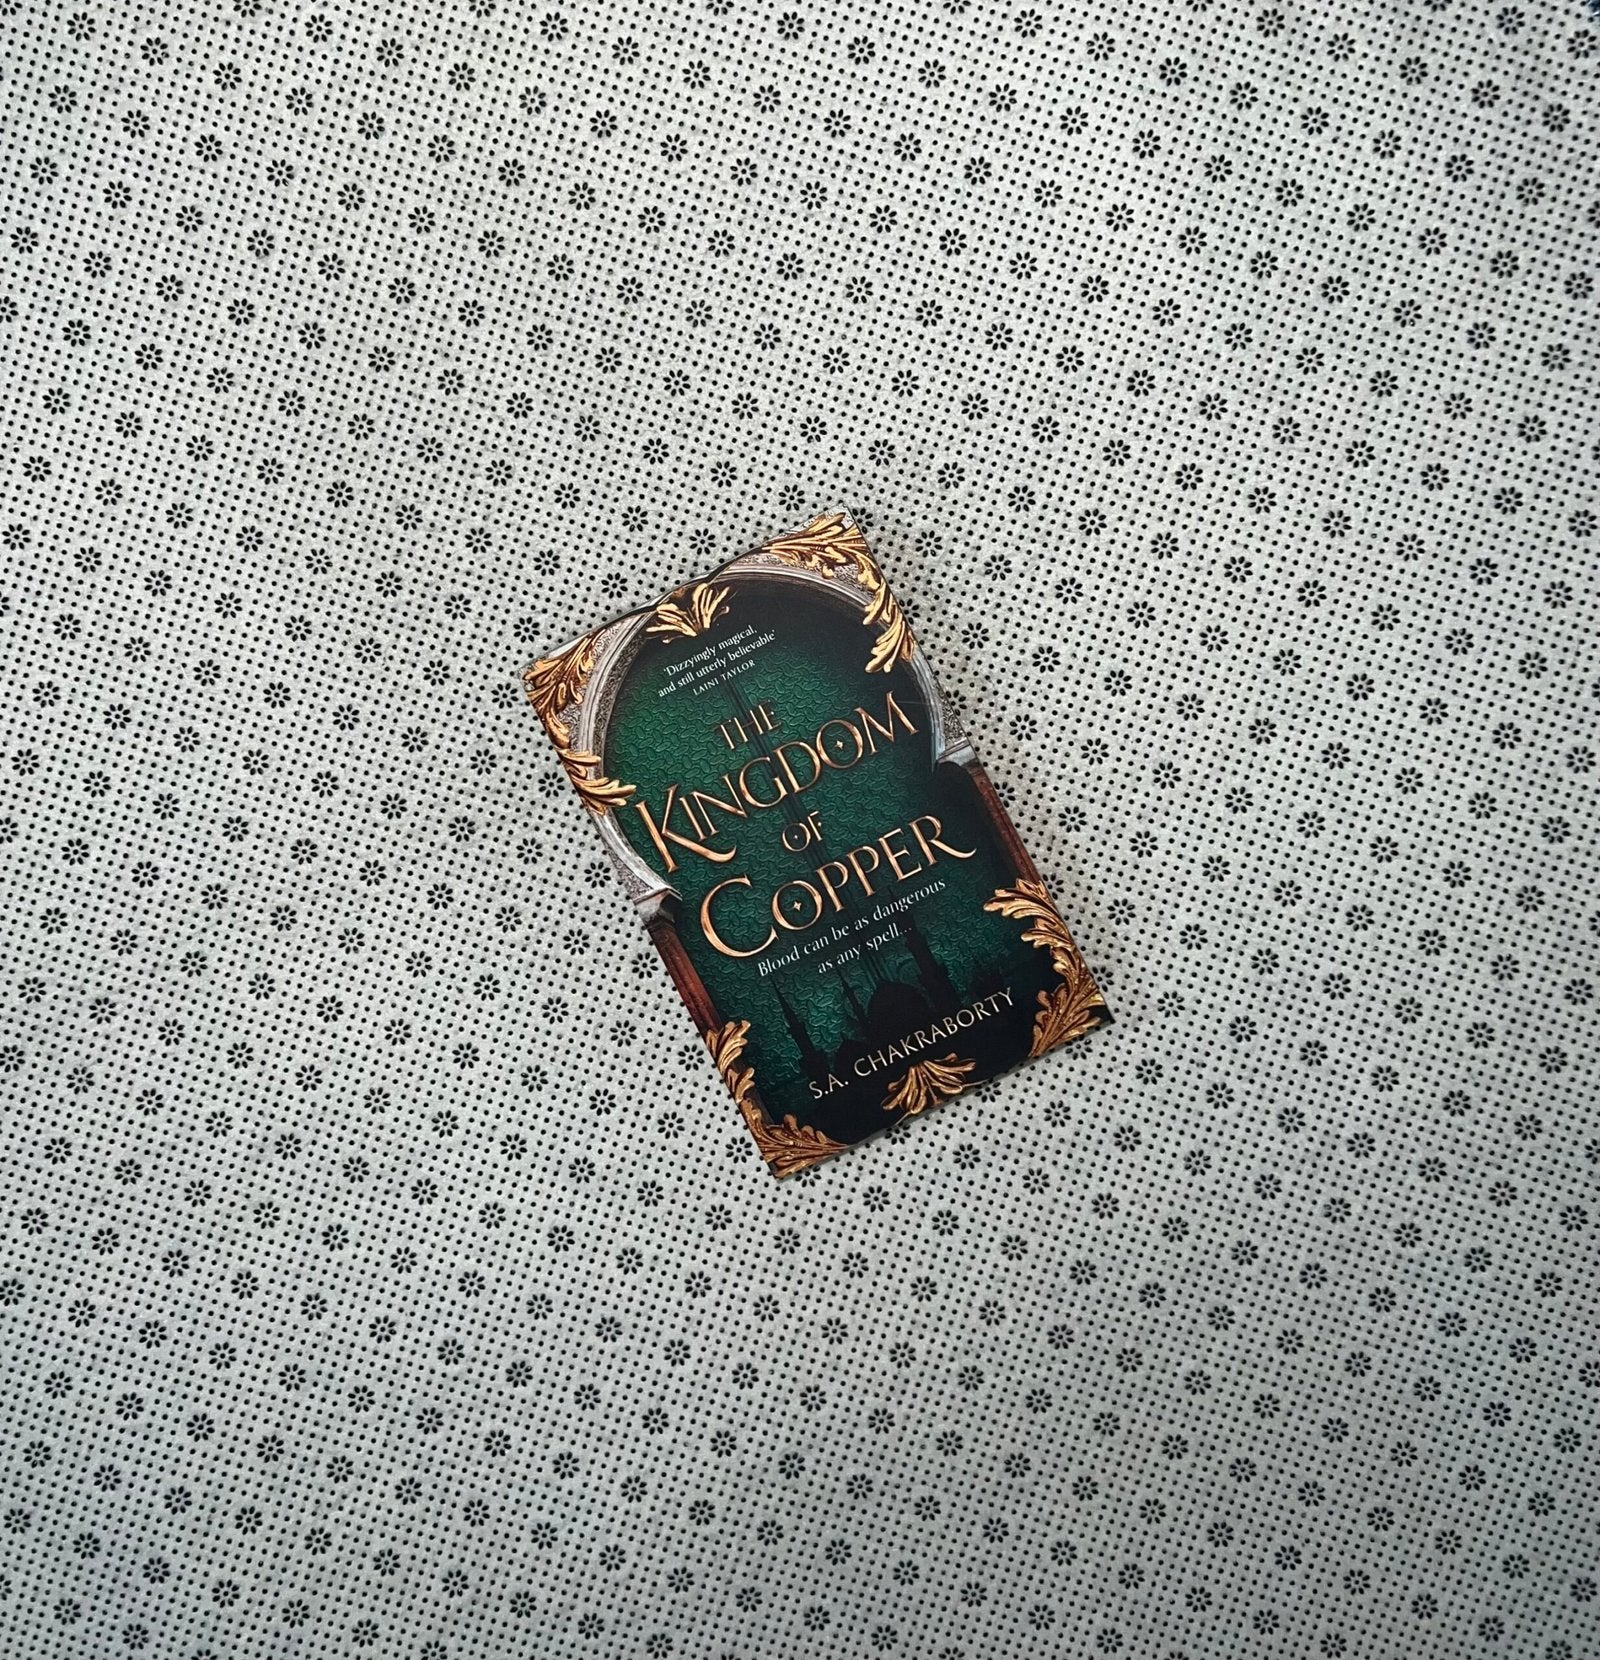 'Dizzyingly magical,
and still utterly believable'
LAINI TAYLOR
THE
KINGDOM
OF
COPPER
Blood can be as dangerous
as any spell...
S.A. CHAKRABORTY